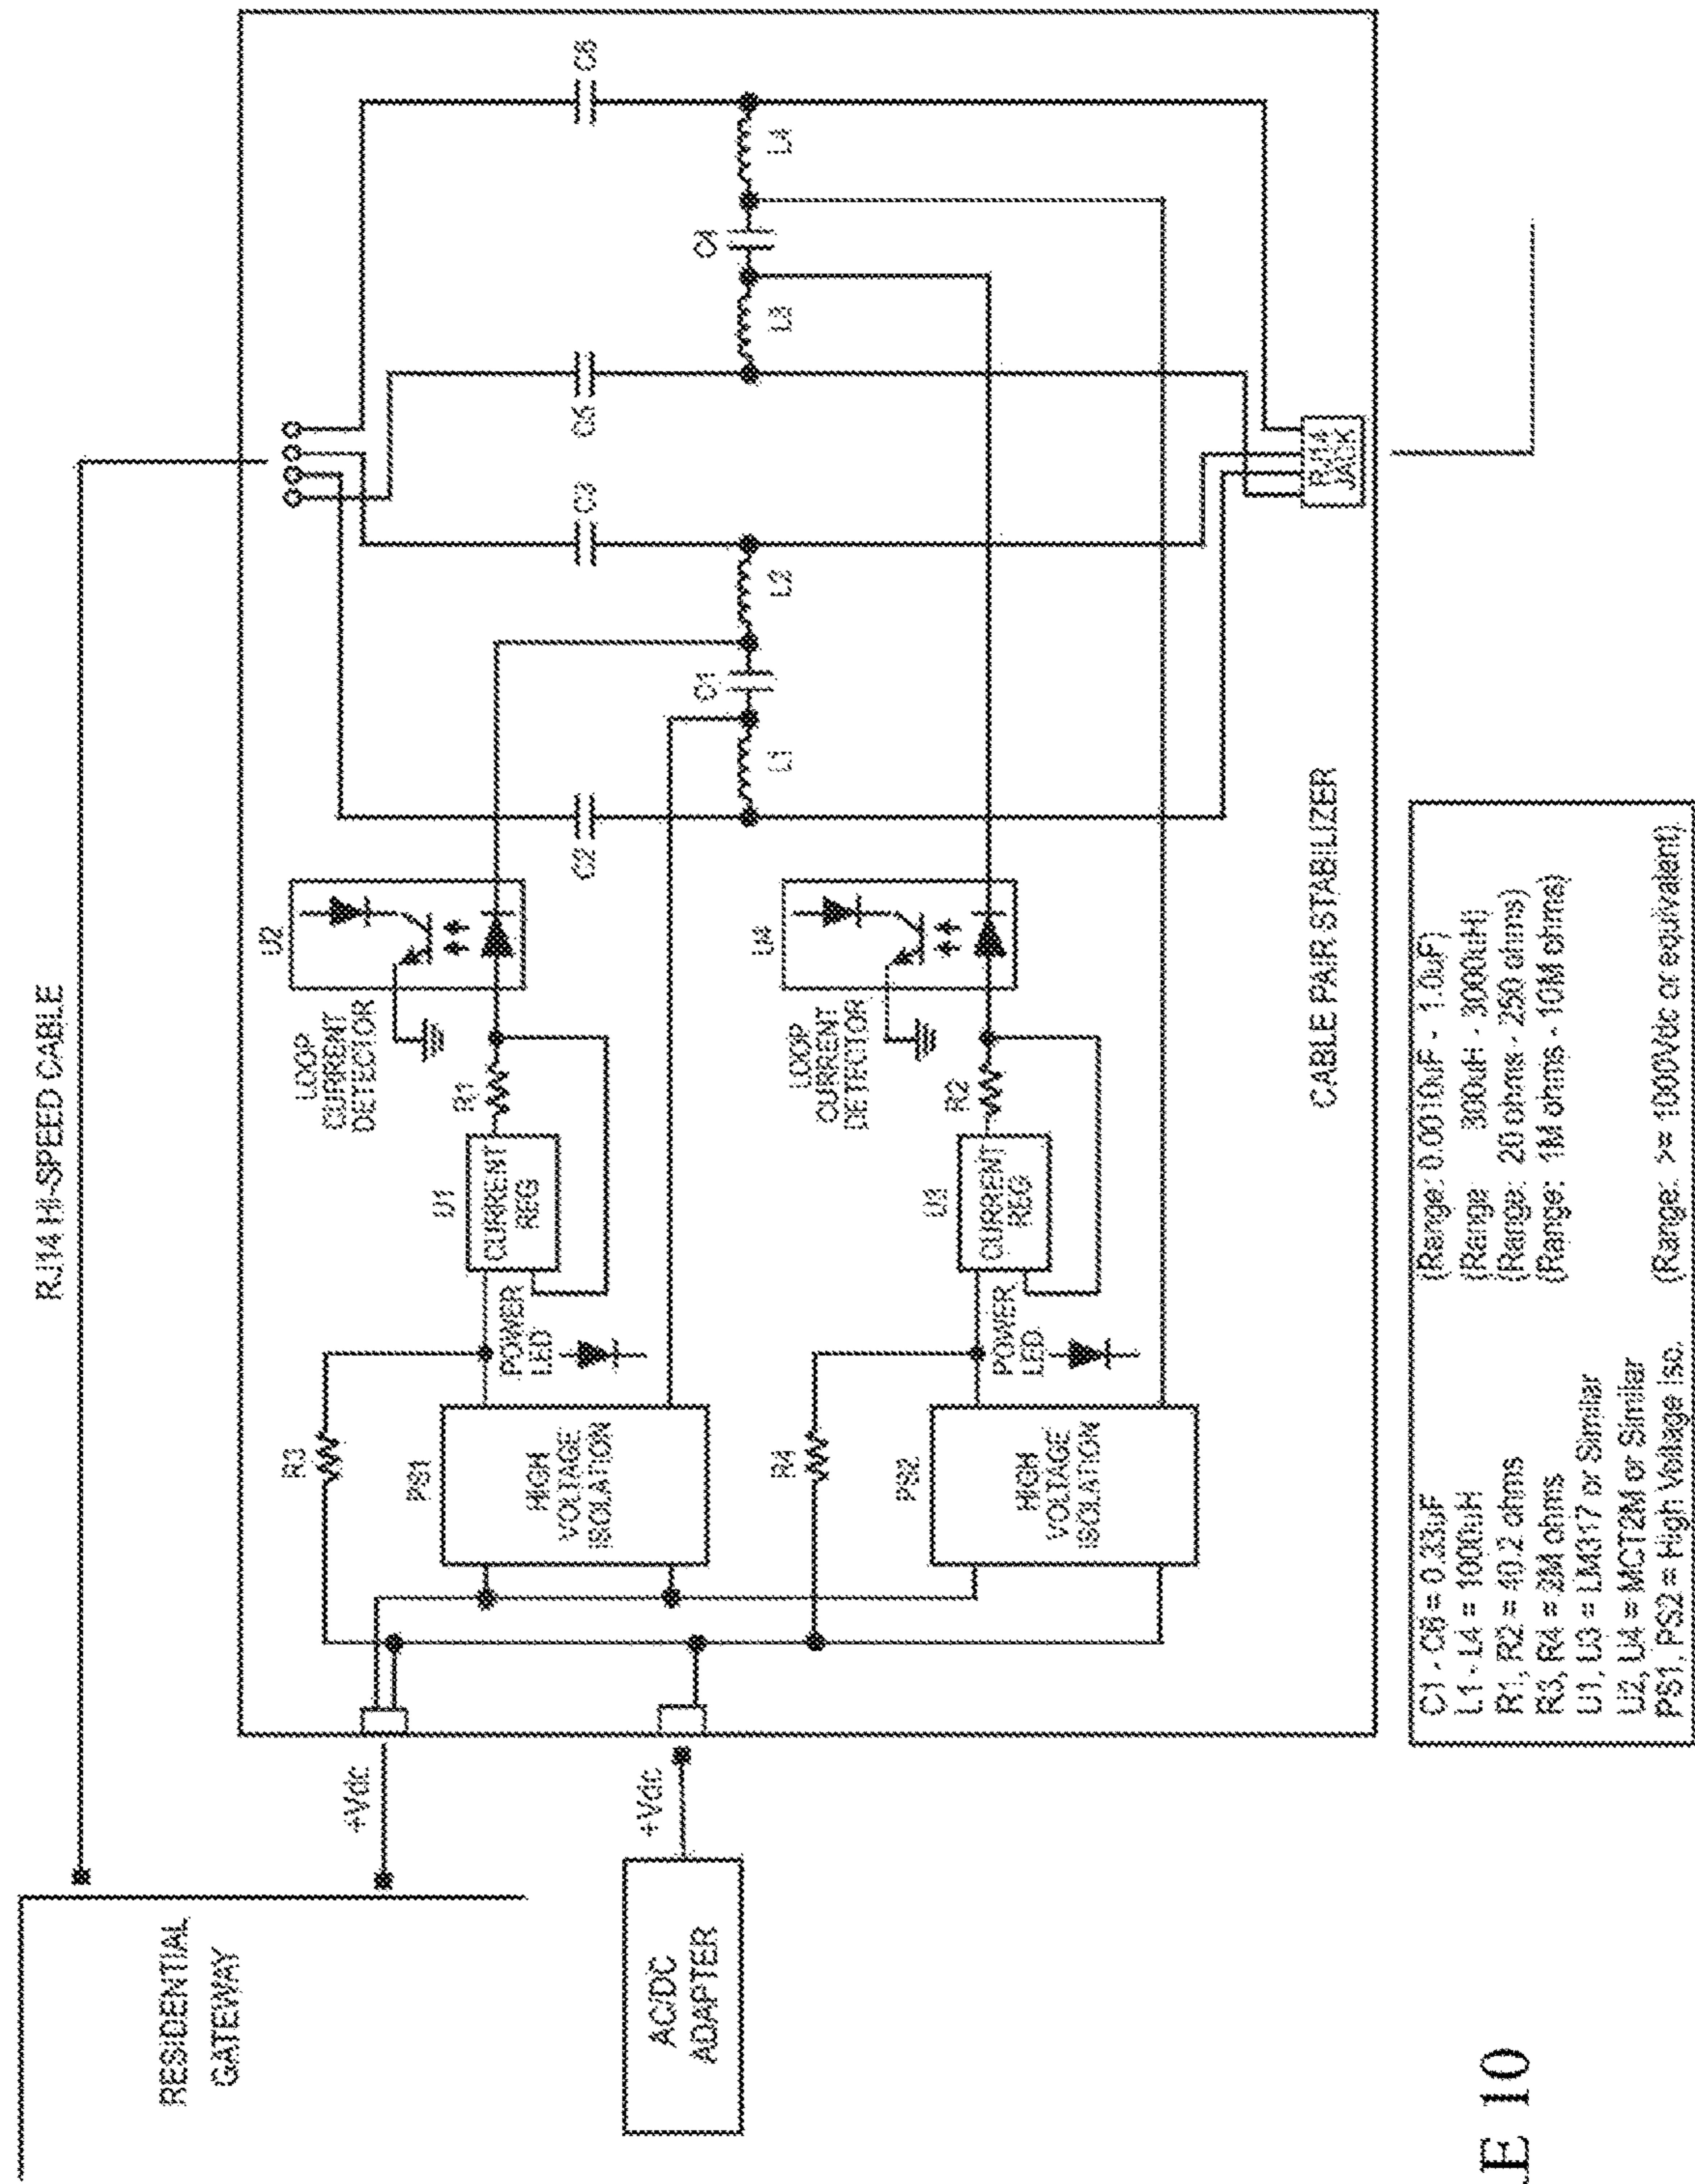 RJ14 HI-SPEED CABLE
RESIDENTIAL
GATEWAY
AC/DC
ADAPTER
+Vdc
+Vdc
R3
PS1
HIGH
VOLTAGE
ISOLATION
POWER
LED
U1
CURRENT
REG
R1
LOOP
CURRENT
DETECTOR
U2
R4
PS2
HIGH
VOLTAGE
ISOLATION
POWER
LED
U3
CURRENT
REG
R2
LOOP
CURRENT
DETECTOR
U4
C2
C3
C5
C6
L1
C1
L2
L3
C4
L4
RJ14
JACK
CABLE PAIR STABILIZER
C1 - C6 = 0.33uF (Range: 0.0010uF - 1.0uF)
L1 - L4 = 1000uH (Range: 300uH - 3000uH)
R1, R2 = 40.2 ohms (Range: 20 ohms - 250 ohms)
R3, R4 = 2M ohms (Range: 1M ohms - 10M ohms)
U1, U3 = LM317 or Similar
U2, U4 = MCT2M or Similar
PS1, PS2 = High Voltage Iso. (Range: >= 1000Vdc or equivalent)
E 10